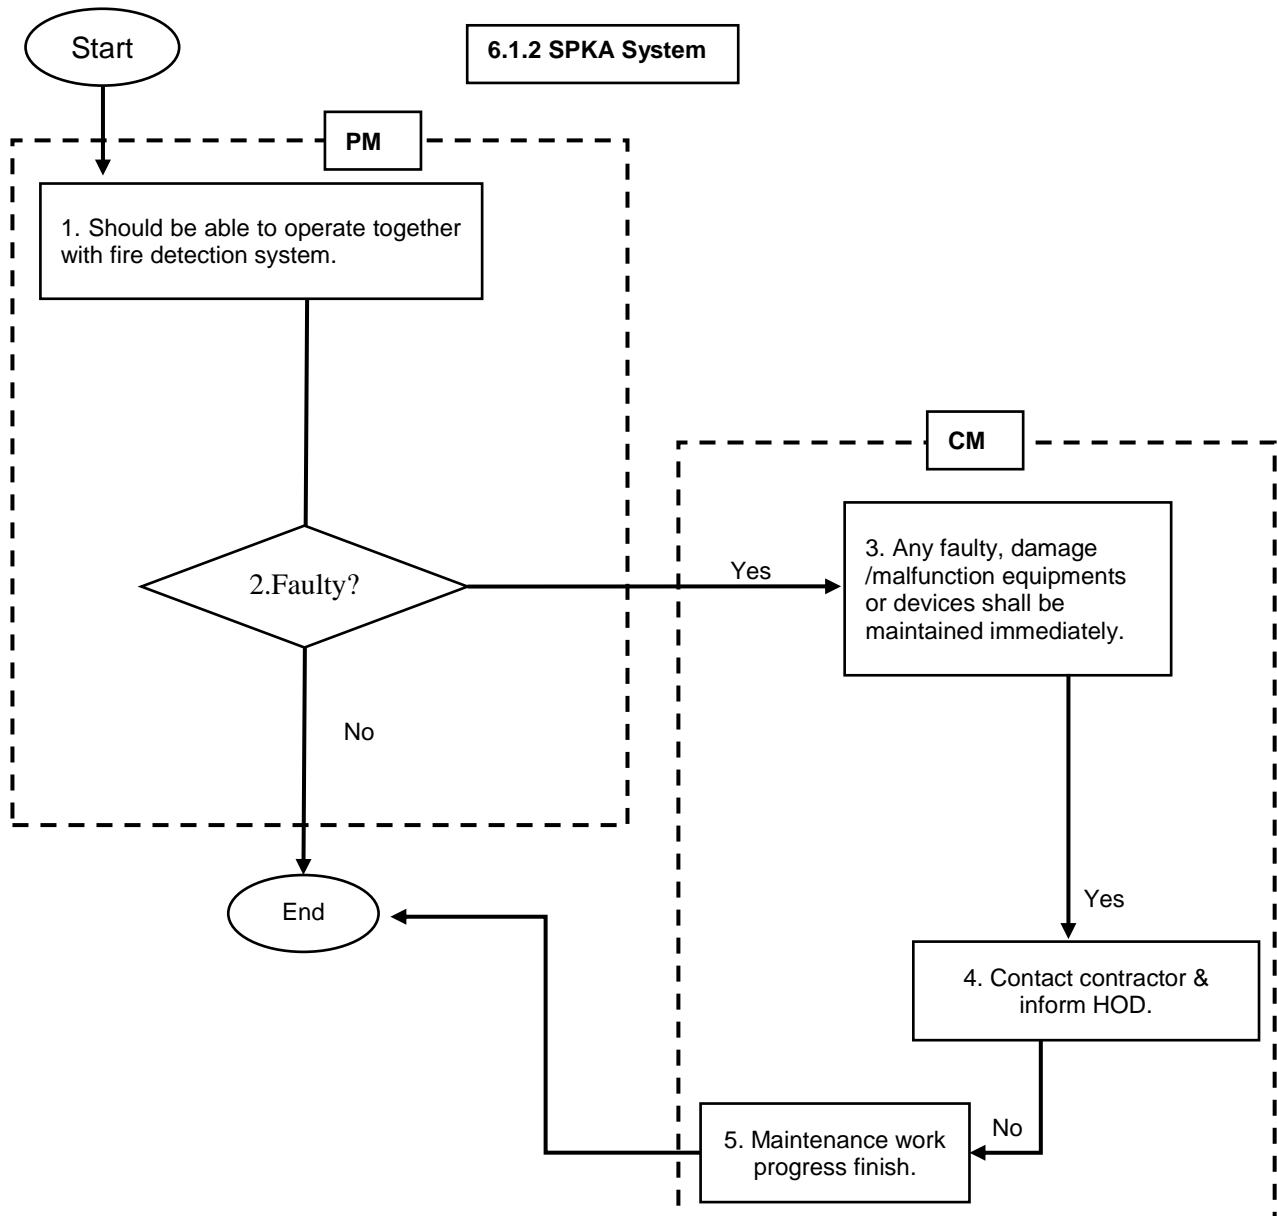 Start
6.1.2 SPKA System
PM
1. Should be able to operate together
with fire detection system.
CM
3. Any faulty, damage
/malfunction equipments
or devices shall be
maintained immediately.
2.Faulty?
Yes
No
End
Yes
4. Contact contractor &
inform HOD.
No
5. Maintenance work
progress finish.